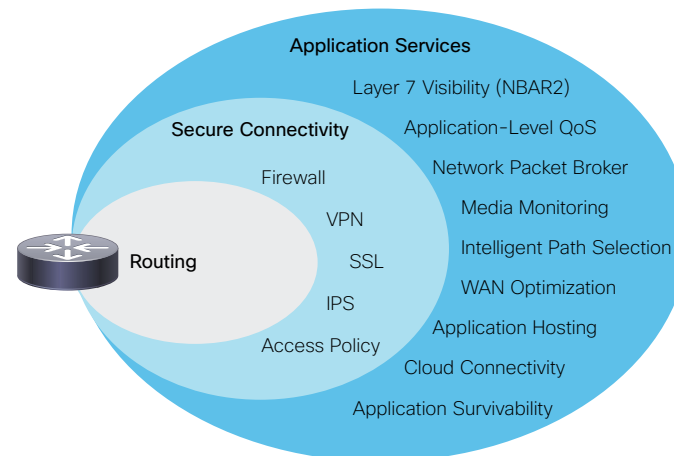 Application Services
Layer 7 Visibility (NBAR2)
Secure Connectivity
Application-Level QoS
Firewall
Network Packet Broker
VPN
Media Monitoring
Routing
SSL
Intelligent Path Selection
IPS
WAN Optimization
Application Hosting
Access Policy
Cloud Connectivity
Application Survivability